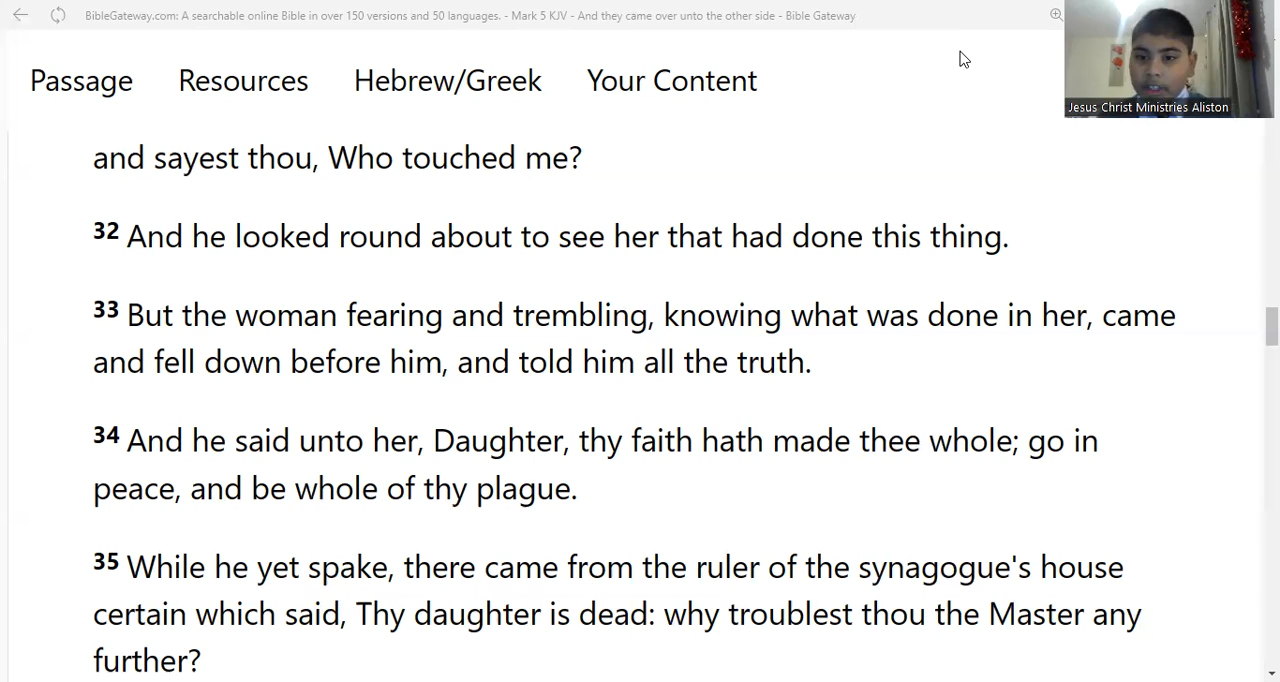 BibleGateway.com: A searchable online Bible in over 150 versions and 50 languages. - Mark 5 KJV - And they came over unto the other side - Bible Gateway
Jesus Christ Ministries Aliston
Passage Resources Hebrew/Greek Your Content
and sayest thou, Who touched me?
32 And he looked round about to see her that had done this thing.
33 But the woman fearing and trembling, knowing what was done in her, came
and fell down before him, and told him all the truth.
34 And he said unto her, Daughter, thy faith hath made thee whole; go in
peace, and be whole of thy plague.
35 While he yet spake, there came from the ruler of the synagogue's house
certain which said, Thy daughter is dead: why troublest thou the Master any
further?